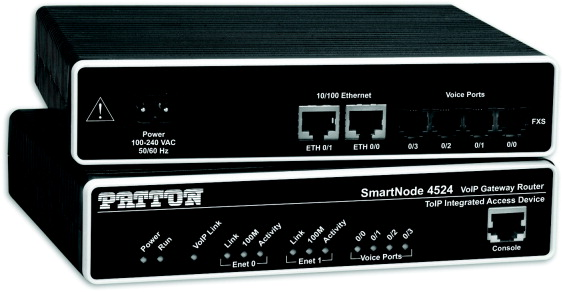 10/100 Ethernet
Voice Ports
FXS
Power
100-240 VAC
50/60 Hz
ETH 0/1
ETH 0/0
0/3
0/2
0/1
0/0
PATTON
SmartNode 4524 VoIP Gateway Router
ToIP Integrated Access Device
Power
Run
VoIP Link
Link
100M
Activity
Enet 0
Link
100M
Activity
Enet 1
0/0
0/1
0/2
0/3
Voice Ports
Console